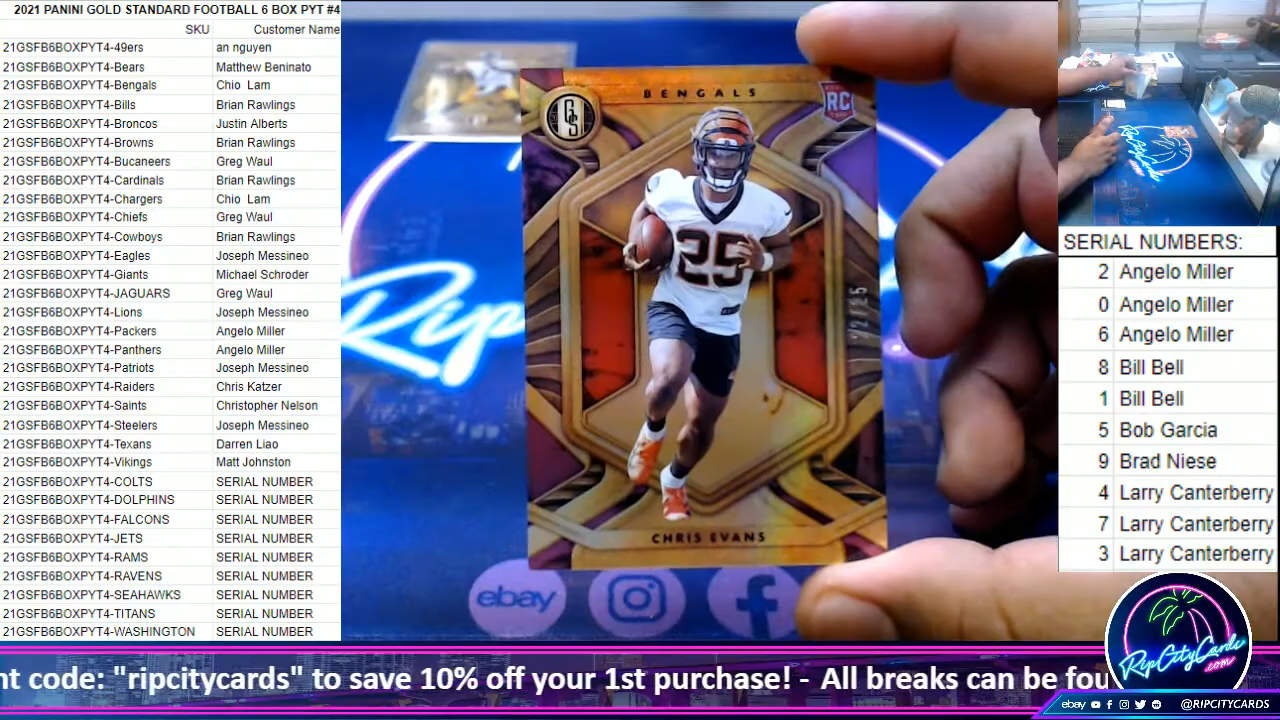 2021 PANINI GOLD STANDARD FOOTBALL 6 BOX PYT #4
SKU Customer Name
21GSFB6BOXPYT4-49ers an nguyen
21GSFB6BOXPYT4-Bears Matthew Beninato
21GSFB6BOXPYT4-Bengals Chio Lam
21GSFB6BOXPYT4-Bills Brian Rawlings
21GSFB6BOXPYT4-Broncos Justin Alberts
21GSFB6BOXPYT4-Browns Brian Rawlings
21GSFB6BOXPYT4-Bucaneers Greg Waul
21GSFB6BOXPYT4-Cardinals Brian Rawlings
21GSFB6BOXPYT4-Chargers Chio Lam
21GSFB6BOXPYT4-Chiefs Greg Waul
21GSFB6BOXPYT4-Cowboys Brian Rawlings
21GSFB6BOXPYT4-Eagles Joseph Messineo
21GSFB6BOXPYT4-Giants Michael Schroder
21GSFB6BOXPYT4-JAGUARS Greg Waul
21GSFB6BOXPYT4-Lions Joseph Messineo
21GSFB6BOXPYT4-Packers Angelo Miller
21GSFB6BOXPYT4-Panthers Angelo Miller
21GSFB6BOXPYT4-Patriots Joseph Messineo
21GSFB6BOXPYT4-Raiders Chris Katzer
21GSFB6BOXPYT4-Saints Christopher Nelson
21GSFB6BOXPYT4-Steelers Joseph Messineo
21GSFB6BOXPYT4-Texans Darren Liao
21GSFB6BOXPYT4-Vikings Matt Johnston
21GSFB6BOXPYT4-COLTS SERIAL NUMBER
21GSFB6BOXPYT4-DOLPHINS SERIAL NUMBER
21GSFB6BOXPYT4-FALCONS SERIAL NUMBER
21GSFB6BOXPYT4-JETS SERIAL NUMBER
21GSFB6BOXPYT4-RAMS SERIAL NUMBER
21GSFB6BOXPYT4-RAVENS SERIAL NUMBER
21GSFB6BOXPYT4-SEAHAWKS SERIAL NUMBER
21GSFB6BOXPYT4-TITANS SERIAL NUMBER
21GSFB6BOXPYT4-WASHINGTON SERIAL NUMBER
BENGALS
GS
RC
25
CHRIS EVANS
Rip
ebay
SERIAL NUMBERS:
2 Angelo Miller
0 Angelo Miller
6 Angelo Miller
8 Bill Bell
1 Bill Bell
5 Bob Garcia
9 Brad Niese
4 Larry Canterberry
7 Larry Canterberry
3 Larry Canterberry
RipCityCards
.com
nt code: "ripcitycards" to save 10% off your 1st purchase! - All breaks can be fou
ebay @RIPCITYCARDS